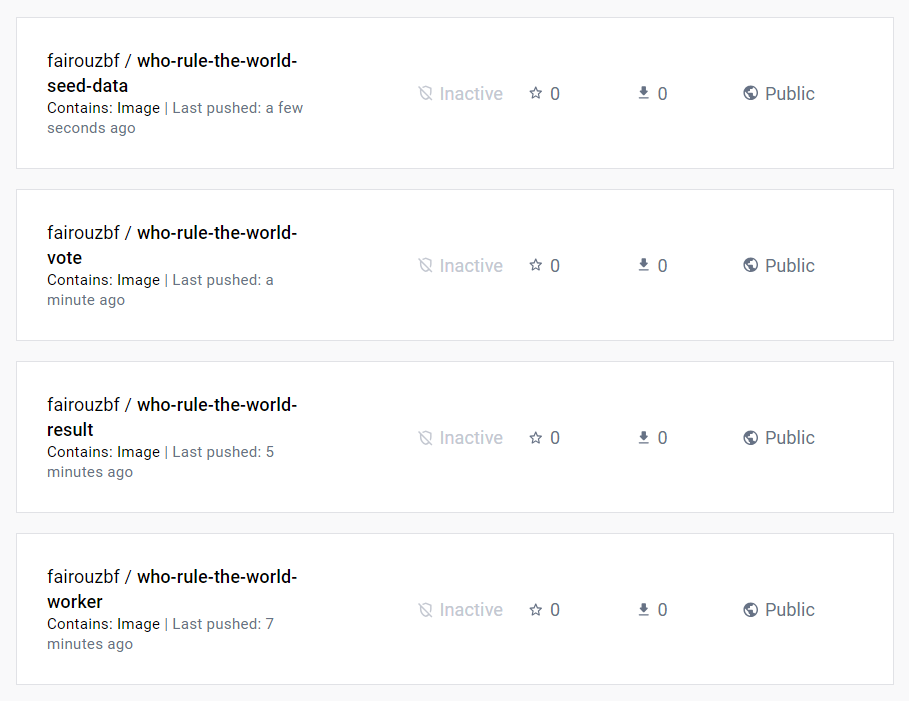 fairouzbf / who-rule-the-world-
seed-data
Contains: Image | Last pushed: a few
seconds ago
Inactive
0
0
Public
fairouzbf / who-rule-the-world-
vote
Contains: Image | Last pushed: a
minute ago
Inactive
0
0
Public
fairouzbf / who-rule-the-world-
result
Contains: Image | Last pushed: 5
minutes ago
Inactive
0
0
Public
fairouzbf / who-rule-the-world-
worker
Contains: Image | Last pushed: 7
minutes ago
Inactive
0
0
Public